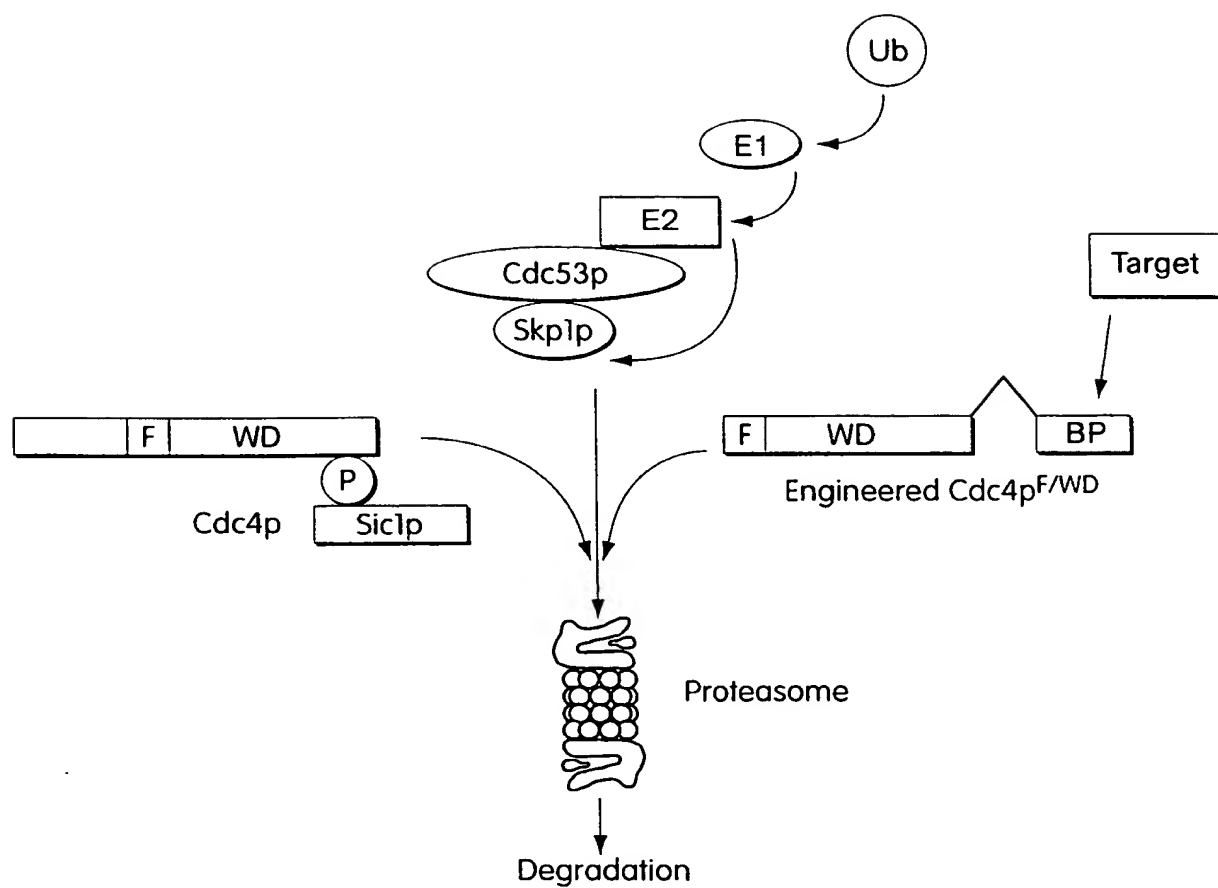 Ub
E1
E2
Cdc53p
Target
Skp1p
F WD
F WD
BP
P
Engineered Cdc4pF/WD
Cdc4p
Sic1p
Proteasome
Degradation